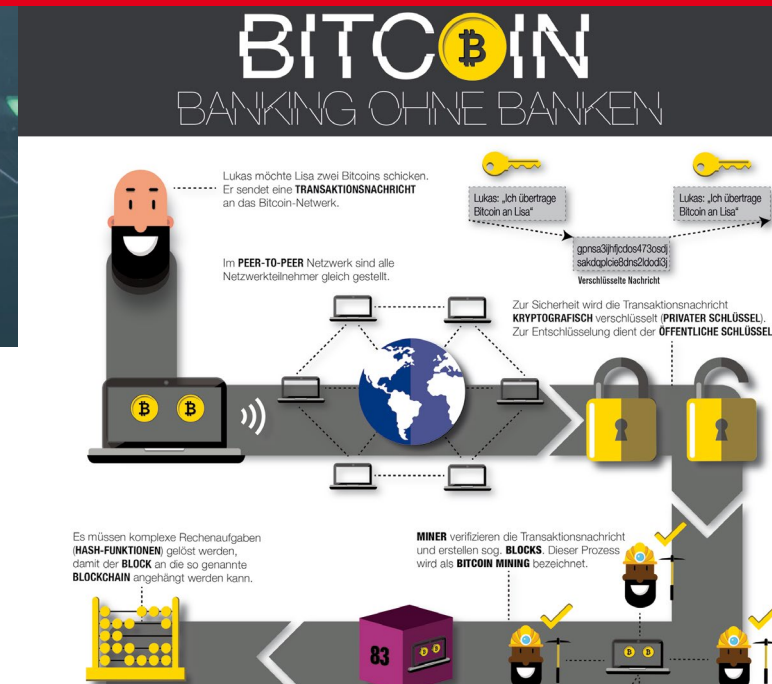 BITCOIN
BANKING OHNE BANKEN
Lukas möchte Lisa zwei Bitcoins schicken.
Er sendet eine TRANSAKTIONSNACHRICHT
an das Bitcoin-Netwerk.
Im PEER-TO-PEER Netzwerk sind alle
Netzwerkteilnehmer gleich gestellt.
Lukas: „Ich übertrage
Bitcoin an Lisa“
gpnsa3ijhfjcdos473osdj
sakdqplcie8dns2ldodi3j
Verschlüsselte Nachricht
Lukas: „Ich übertrage
Bitcoin an Lisa“
Zur Sicherheit wird die Transaktionsnachricht
KRYPTOGRAFISCH verschlüsselt (PRIVATER SCHLÜSSEL).
Zur Entschlüsselung dient der ÖFFENTLICHE SCHLÜSSEL
MINER verifizieren die Transaktionsnachricht
und erstellen sog. BLOCKS. Dieser Prozess
wird als BITCOIN MINING bezeichnet.
Es müssen komplexe Rechenaufgaben
(HASH-FUNKTIONEN) gelöst werden,
damit der BLOCK an die so genannte
BLOCKCHAIN angehängt werden kann.
83